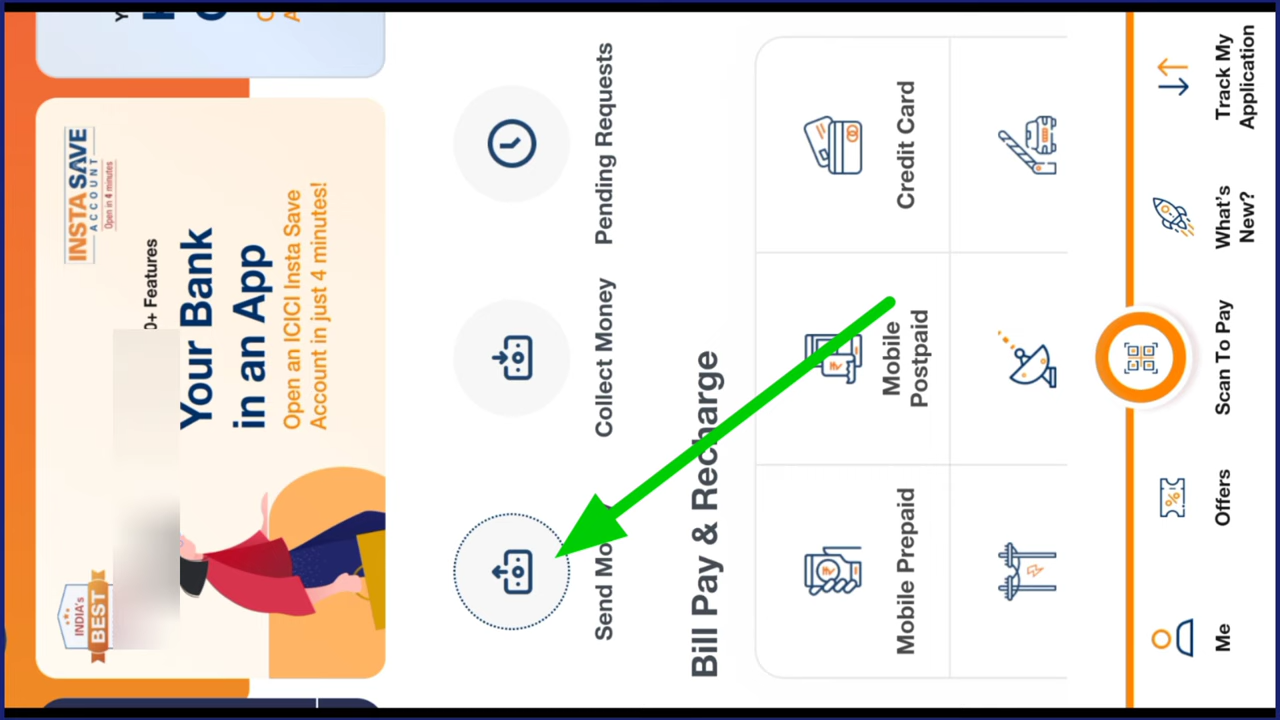 INDIA's
BEST
INSTA SAVE
ACCOUNT
Open in 4 minutes
0+ Features
Your Bank
in an App
Open an ICICI Insta Save
Account in just 4 minutes!
Send Money
Collect Money
Pending Requests
Bill Pay & Recharge
Mobile Prepaid
Mobile
Postpaid
Credit Card
Me
Offers
Scan To Pay
What's
New?
Track My
Application